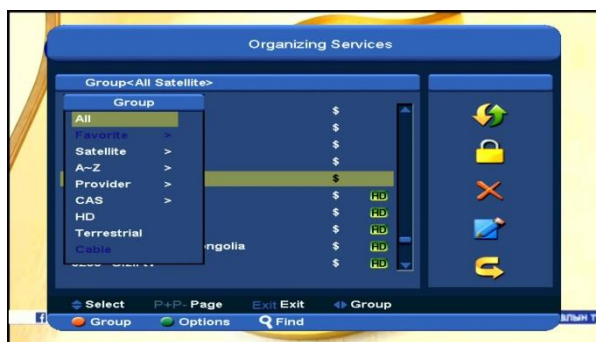 Organizing Services
Group<All Satellite>
Group
All
Favorite >
Satellite >
A~Z >
Provider >
CAS >
HD
Terrestrial
Cable
$
$
$
$
$
$ HD
$ HD
$ HD
ngolia $ HD
$ HD
Select P+P- Page Exit Exit Group
Group Options Find
f